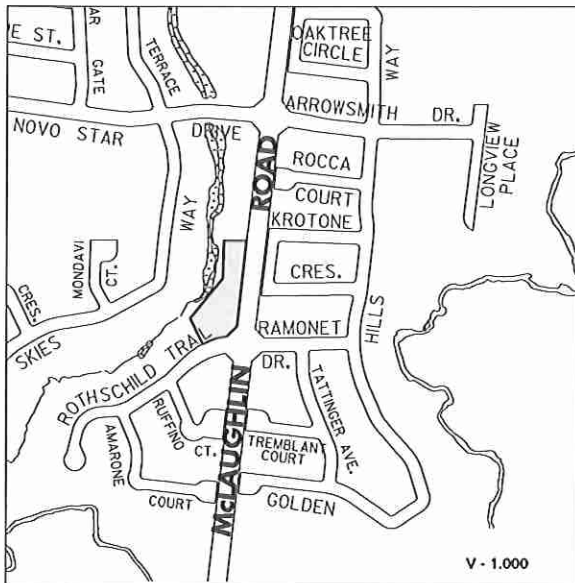 PE ST.
AR
GATE
TERRACE
OAKTREE
CIRCLE
WAY
NOVO STAR
DRIVE
ARROWSMITH
DR.
LONGVIEW
PLACE
ROCCA
COURT
KROTONE
CRES.
RAMONET
DR.
HILLS
MONDAVI
CT.
WAY
CRES.
SKIES
ROTHSCHILD TRAIL
McLAUGHLIN
ROAD
RUFFINO
CT.
AMARONE
COURT
TREMBLANT
COURT
TATTINGER AVE.
GOLDEN
V - 1.000